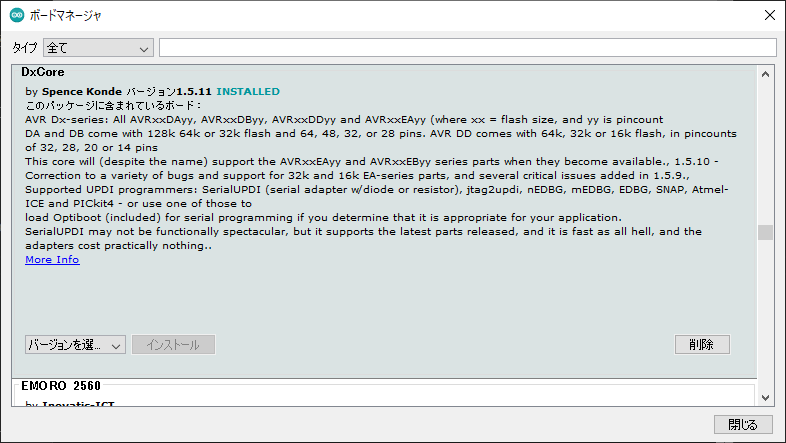 ボードマネージャ
タイプ 全て
DxCore
by Spence Konde バージョン1.5.11 INSTALLED
このパッケージに含まれているボード：
AVR Dx-series: All AVRxxDAyy, AVRxxDByy, AVRxxDDyy and AVRxxEAyy (where xx = flash size, and yy is pincount
DA and DB come with 128k 64k or 32k flash and 64, 48, 32, or 28 pins. AVR DD comes with 64k, 32k or 16k flash, in pincounts
of 32, 28, 20 or 14 pins
This core will (despite the name) support the AVRxxEAyy and AVRxxEByy series parts when they become available., 1.5.10 -
Correction to a variety of bugs and support for 32k and 16k EA-series parts, and several critical issues added in 1.5.9.,
Supported UPDI programmers: SerialUPDI (serial adapter w/diode or resistor), jtag2updi, nEDBG, mEDBG, EDBG, SNAP, Atmel-
ICE and PICkit4 - or use one of those to
load Optiboot (included) for serial programming if you determine that it is appropriate for your application.
SerialUPDI may not be functionally spectacular, but it supports the latest parts released, and it is fast as all hell, and the
adapters cost practically nothing..
More Info
バージョンを選... インストール 削除
EMORO 2560
by Inovatic-ICT
閉じる